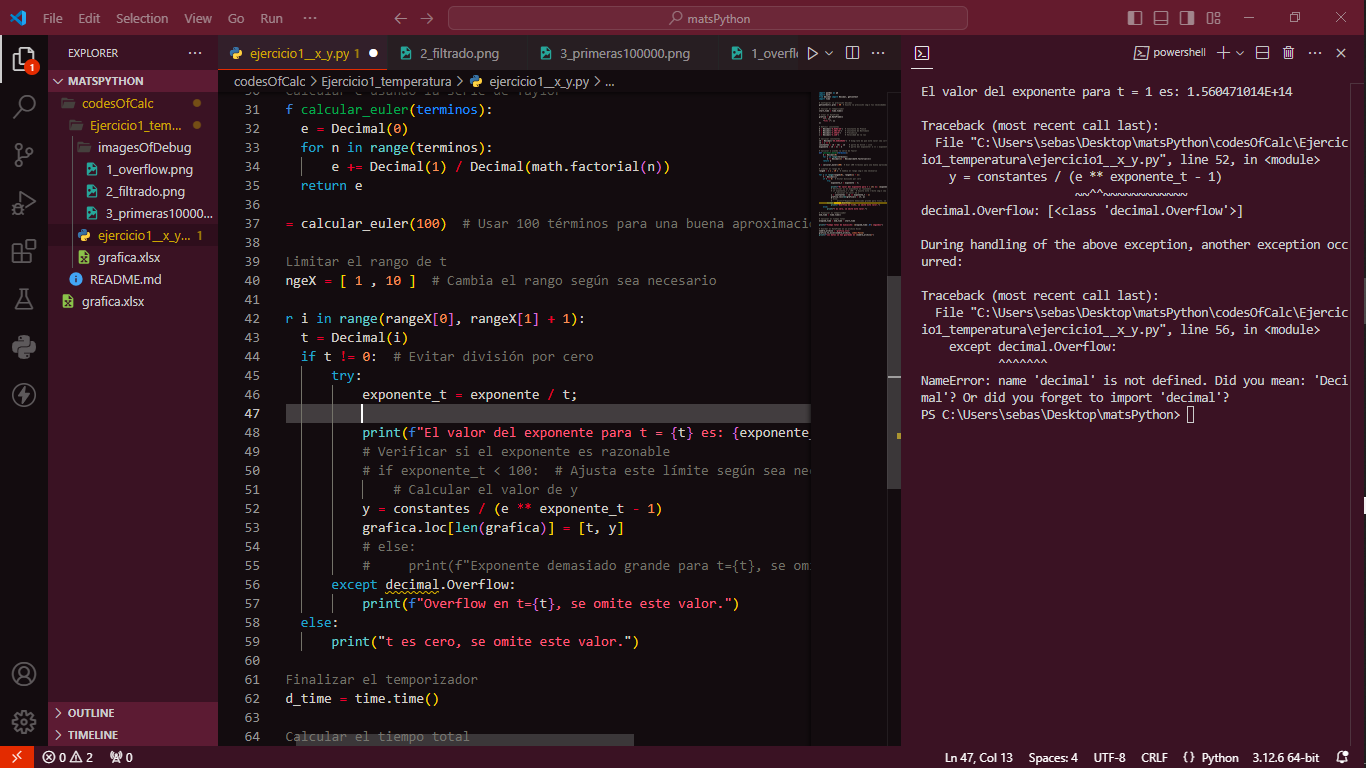 File Edit Selection View Go Run ··· matsPython
EXPLORER ···
MATSPYTHON
codesOfCalc
Ejercicio1_tem...
imagesOfDebug
1_overflow.png
2_filtrado.png
3_primeras10000...
ejercicio1__x_y... 1
grafica.xlsx
README.md
grafica.xlsx
OUTLINE
TIMELINE
ejercicio1__x_y.py 1 2_filtrado.png 3_primeras100000.png 1_overfl
codesOfCalc > Ejercicio1_temperatura > ejercicio1__x_y.py > ...
31 f calcular_euler(terminos):
32 e = Decimal(0)
33 for n in range(terminos):
34 e += Decimal(1) / Decimal(math.factorial(n))
35 return e
36
37 = calcular_euler(100)  # Usar 100 términos para una buena aproximaci
38
39 Limitar el rango de t
40 ngeX = [ 1 , 10 ]  # Cambia el rango según sea necesario
41
42 r i in range(rangeX[0], rangeX[1] + 1):
43 t = Decimal(i)
44 if t != 0:  # Evitar división por cero
45 try:
46 exponente_t = exponente / t;
47
48 print(f"El valor del exponente para t = {t} es: {exponente_
49 # Verificar si el exponente es razonable
50 # if exponente_t < 100:  # Ajusta este límite según sea nec
51 # Calcular el valor de y
52 y = constantes / (e ** exponente_t - 1)
53 grafica.loc[len(grafica)] = [t, y]
54 # else:
55 #     print(f"Exponente demasiado grande para t={t}, se omi
56 except decimal.Overflow:
57 print(f"Overflow en t={t}, se omite este valor.")
58 else:
59 print("t es cero, se omite este valor.")
60
61 Finalizar el temporizador
62 d_time = time.time()
63
64 Calcular el tiempo total
powershell
El valor del exponente para t = 1 es: 1.560471014E+14
Traceback (most recent call last):
File "C:\Users\sebas\Desktop\matsPython\codesOfCalc\Ejercic
io1_temperatura\ejercicio1__x_y.py", line 52, in <module>
y = constantes / (e ** exponente_t - 1)
~~^^~~~~~~~~~~~~~
decimal.Overflow: [<class 'decimal.Overflow'>]
During handling of the above exception, another exception occ
urred:
Traceback (most recent call last):
File "C:\Users\sebas\Desktop\matsPython\codesOfCalc\Ejercic
io1_temperatura\ejercicio1__x_y.py", line 56, in <module>
except decimal.Overflow:
^^^^^^^
NameError: name 'decimal' is not defined. Did you mean: 'Deci
mal'? Or did you forget to import 'decimal'?
PS C:\Users\sebas\Desktop\matsPython>
0 2 0 Ln 47, Col 13 Spaces: 4 UTF-8 CRLF {} Python 3.12.6 64-bit